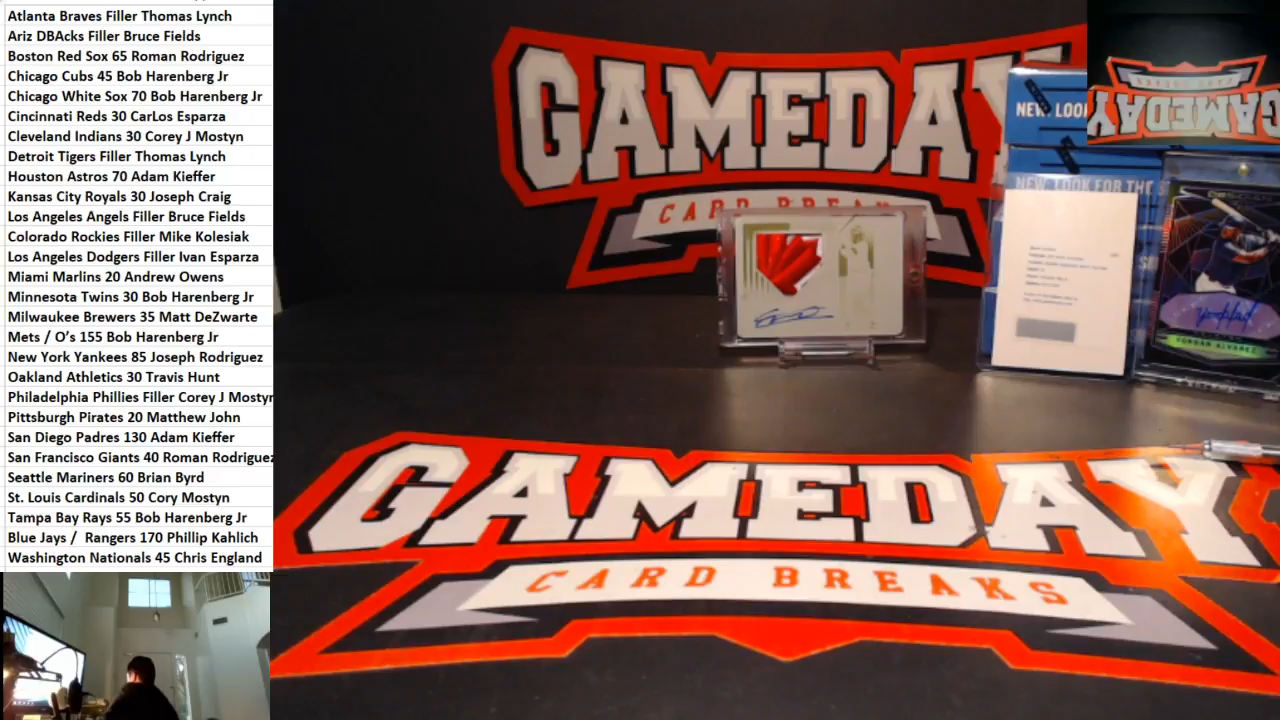 Atlanta Braves Filler Thomas Lynch
Ariz DBAcks Filler Bruce Fields
Boston Red Sox 65 Roman Rodriguez
Chicago Cubs 45 Bob Harenberg Jr
Chicago White Sox 70 Bob Harenberg Jr
Cincinnati Reds 30 CarLos Esparza
Cleveland Indians 30 Corey J Mostyn
Detroit Tigers Filler Thomas Lynch
Houston Astros 70 Adam Kieffer
Kansas City Royals 30 Joseph Craig
Los Angeles Angels Filler Bruce Fields
Colorado Rockies Filler Mike Kolesiak
Los Angeles Dodgers Filler Ivan Esparza
Miami Marlins 20 Andrew Owens
Minnesota Twins 30 Bob Harenberg Jr
Milwaukee Brewers 35 Matt DeZwarte
Mets / O's 155 Bob Harenberg Jr
New York Yankees 85 Joseph Rodriguez
Oakland Athletics 30 Travis Hunt
Philadelphia Phillies Filler Corey J Mostyn
Pittsburgh Pirates 20 Matthew John
San Diego Padres 130 Adam Kieffer
San Francisco Giants 40 Roman Rodriguez
Seattle Mariners 60 Brian Byrd
St. Louis Cardinals 50 Cory Mostyn
Tampa Bay Rays 55 Bob Harenberg Jr
Blue Jays / Rangers 170 Phillip Kahlich
Washington Nationals 45 Chris England
GAMEDAY
CARD BREAK
NEW LOOK
NEW LOOK FOR THE
YORDAN ALVAREZ
GAMEDAY
CARD BREAKS
GAMEDAY